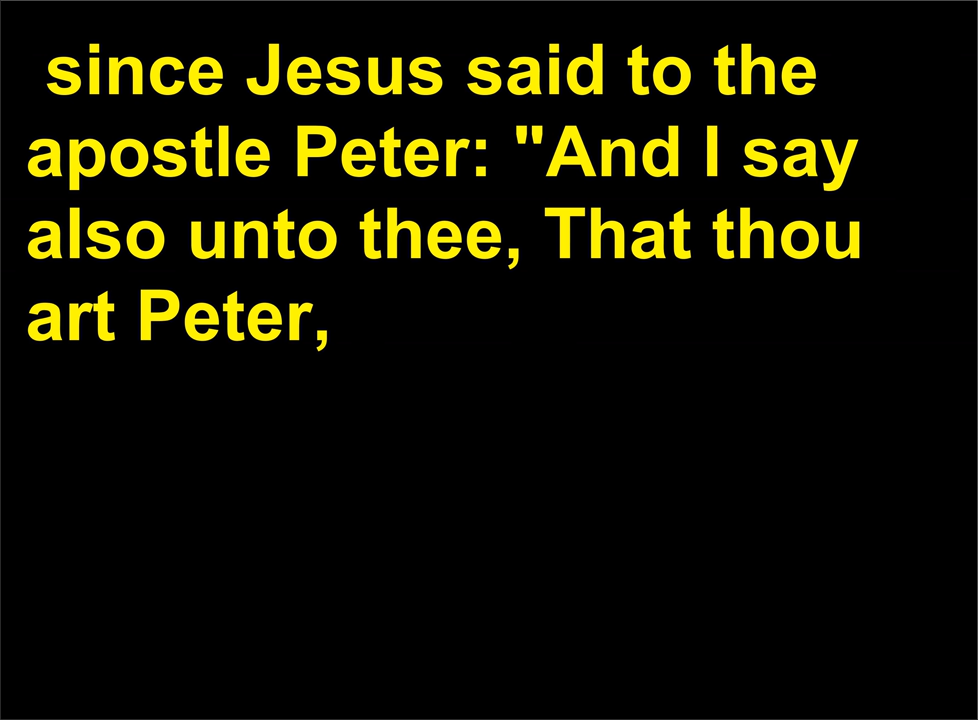 since Jesus said to the
apostle Peter: "And I say
also unto thee, That thou
art Peter,